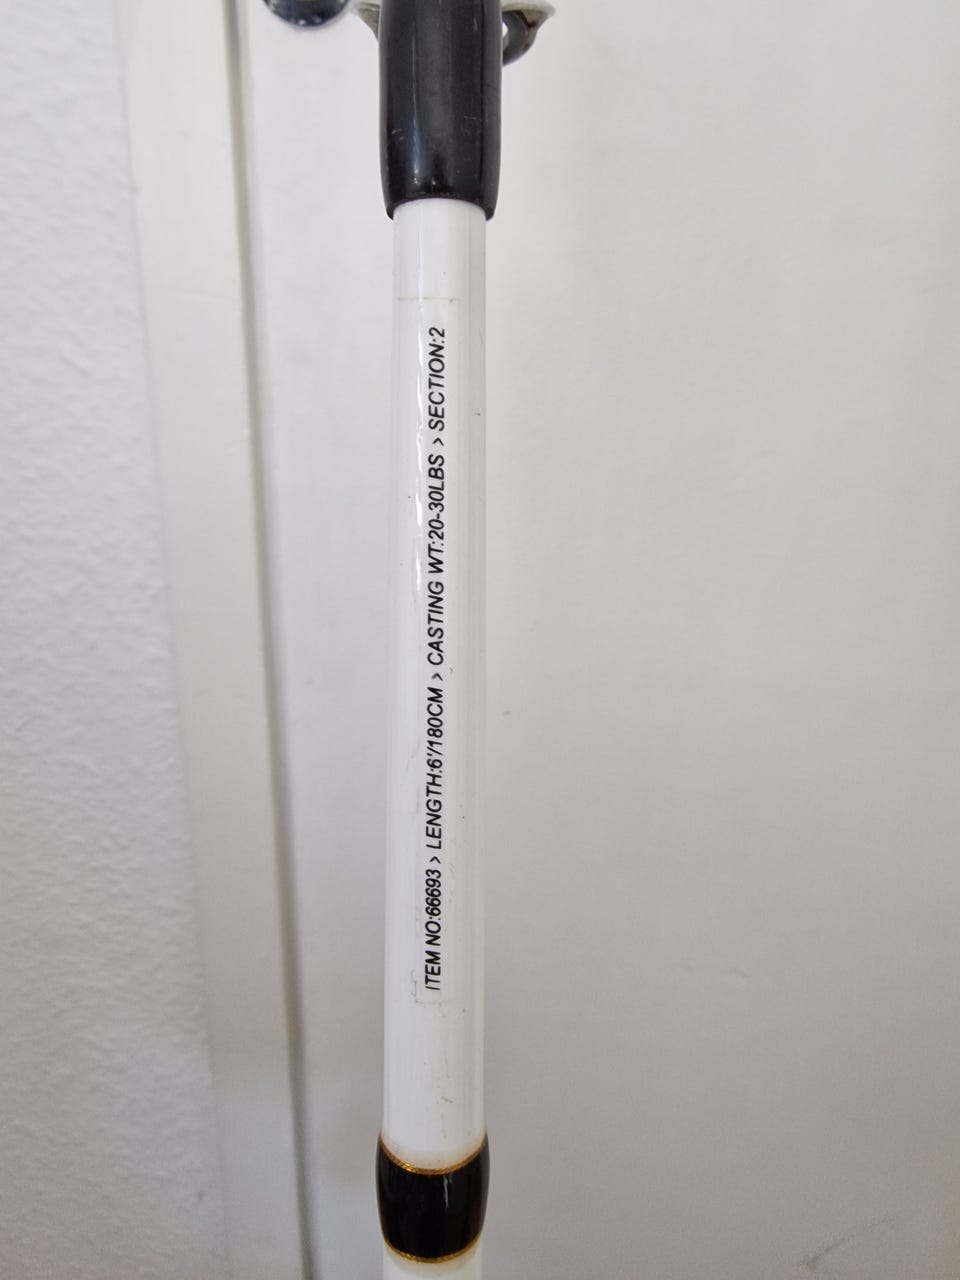 ITEM NO:66693 > LENGTH:6'/180CM > CASTING WT:20-30LBS > SECTION:2